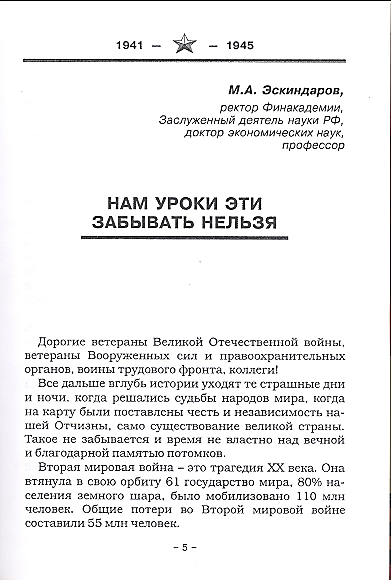 1941 — — 1945
М.А. Эскиндаров,
ректор Финакадемии,
Заслуженный деятель науки РФ,
доктор экономических наук,
профессор
НАМ УРОКИ ЭТИ
ЗАБЫВАТЬ НЕЛЬЗЯ
Дорогие ветераны Великой Отечественной войны,
ветераны Вооруженных сил и правоохранительных
органов, воины трудового фронта, коллеги!
Все дальше вглубь истории уходят те страшные дни
и ночи, когда решались судьбы народов мира, когда
на карту были поставлены честь и независимость на-
шей Отчизны, само существование великой страны.
Такое не забывается и время не властно над вечной
и благодарной памятью потомков.
Вторая мировая война – это трагедия XX века. Она
втянула в свою орбиту 61 государство мира, 80% на-
селения земного шара, было мобилизовано 110 млн
человек. Общие потери во Второй мировой войне
составили 55 млн человек.
– 5 –